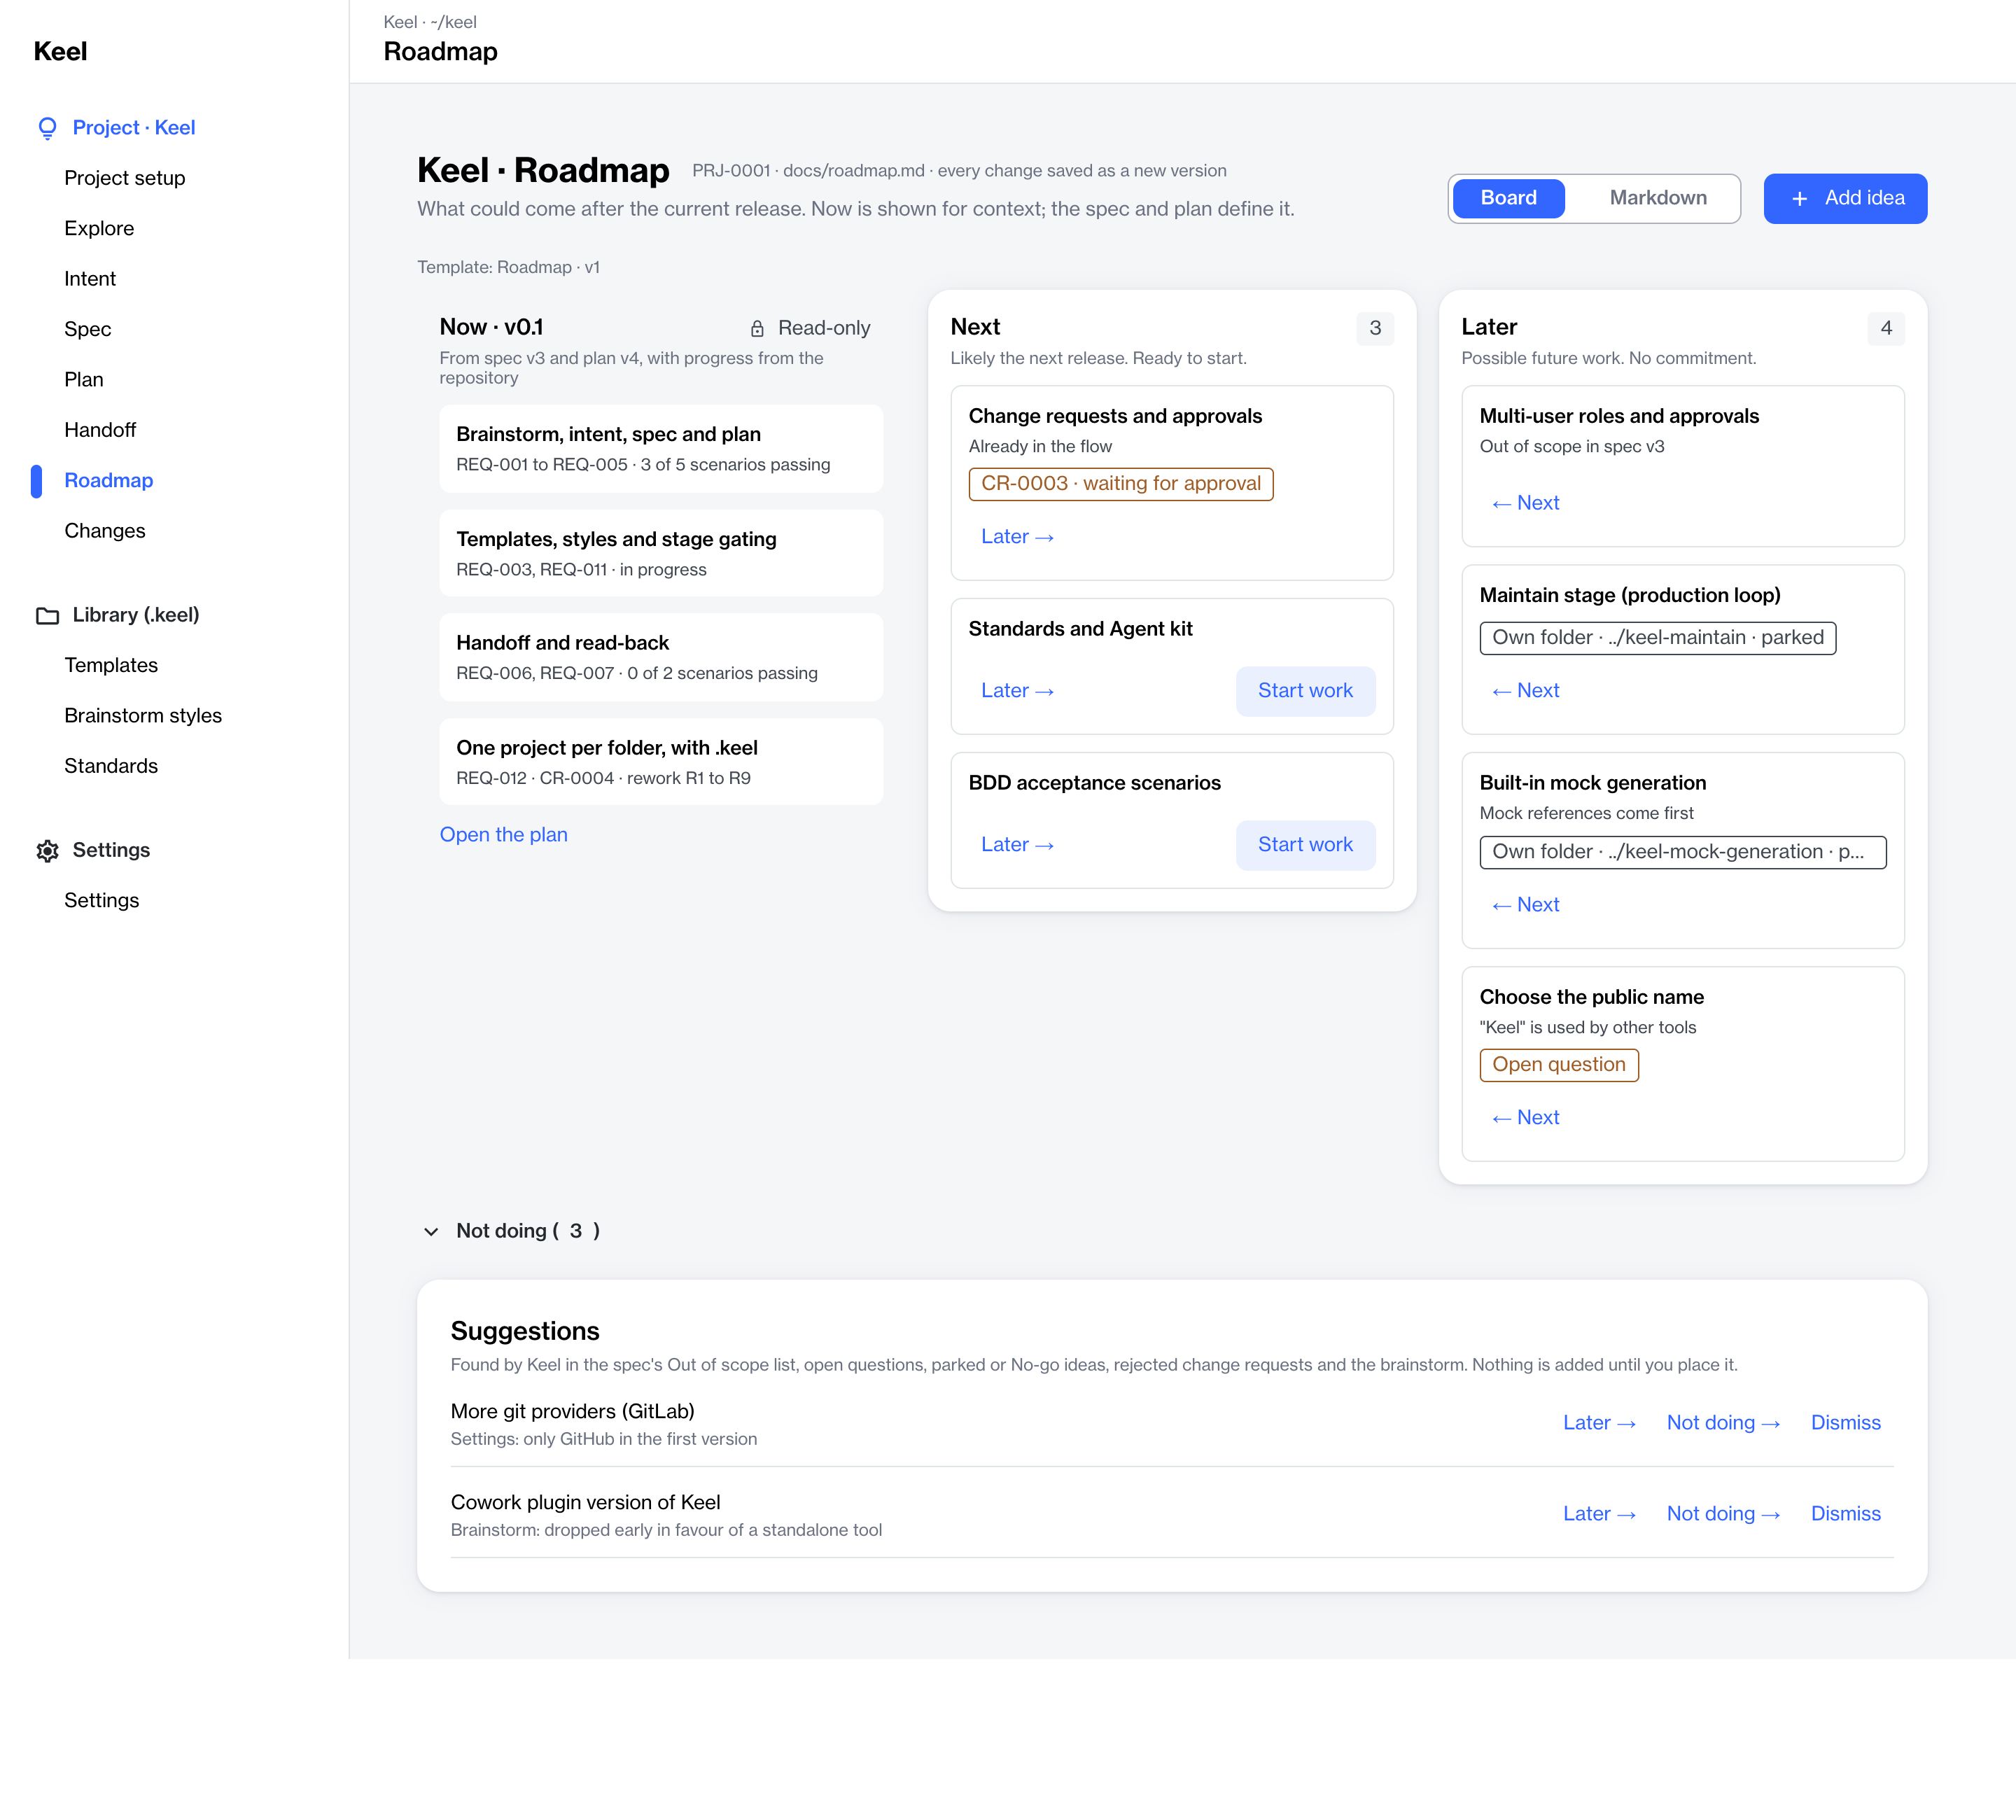 Keel
Project · Keel
Project setup
Explore
Intent
Spec
Plan
Handoff
Roadmap
Changes
Library (.keel)
Templates
Brainstorm styles
Standards
Settings
Settings
Keel · ~/keel
Roadmap
Keel · Roadmap PRJ-0001 · docs/roadmap.md · every change saved as a new version
What could come after the current release. Now is shown for context; the spec and plan define it.
Board Markdown + Add idea
Template: Roadmap · v1
Now · v0.1 Read-only
From spec v3 and plan v4, with progress from the
repository
Brainstorm, intent, spec and plan
REQ-001 to REQ-005 · 3 of 5 scenarios passing
Templates, styles and stage gating
REQ-003, REQ-011 · in progress
Handoff and read-back
REQ-006, REQ-007 · 0 of 2 scenarios passing
One project per folder, with .keel
REQ-012 · CR-0004 · rework R1 to R9
Open the plan
Next 3
Likely the next release. Ready to start.
Change requests and approvals
Already in the flow
CR-0003 · waiting for approval
Later →
Standards and Agent kit
Later → Start work
BDD acceptance scenarios
Later → Start work
Later 4
Possible future work. No commitment.
Multi-user roles and approvals
Out of scope in spec v3
← Next
Maintain stage (production loop)
Own folder · ../keel-maintain · parked
← Next
Built-in mock generation
Mock references come first
Own folder · ../keel-mock-generation · p...
← Next
Choose the public name
"Keel" is used by other tools
Open question
← Next
Not doing ( 3 )
Suggestions
Found by Keel in the spec's Out of scope list, open questions, parked or No-go ideas, rejected change requests and the brainstorm. Nothing is added until you place it.
More git providers (GitLab)
Settings: only GitHub in the first version
Later → Not doing → Dismiss
Cowork plugin version of Keel
Brainstorm: dropped early in favour of a standalone tool
Later → Not doing → Dismiss